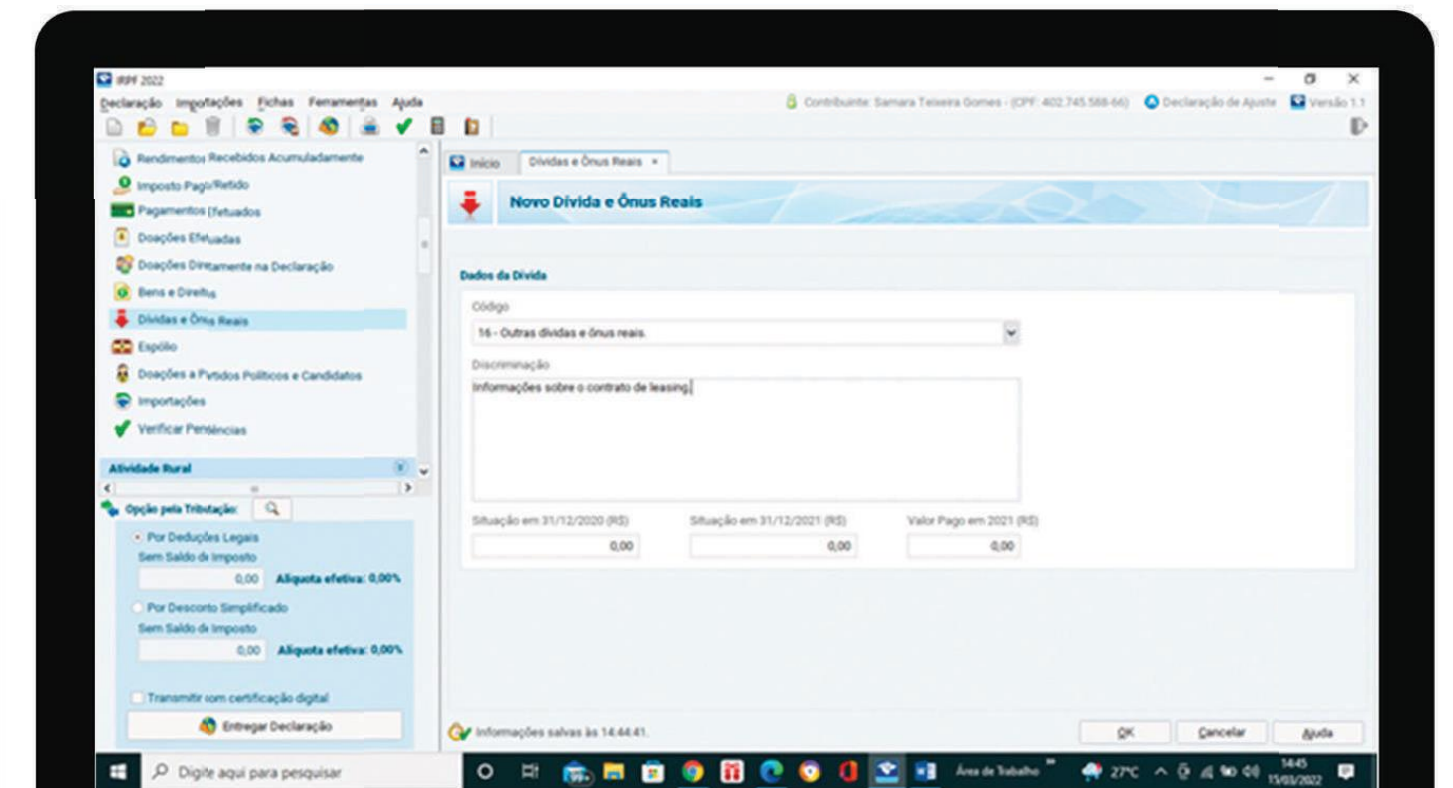 IRPF 2022
Declaração Importações Fichas Ferramentas Ajuda
Contribuinte: Samara Teixeira Gomes - (CPF: 402.745.588-66) Declaração de Ajuste Versão 1.1
Rendimentos Recebidos Acumuladamente
Imposto Pago/Retido
Pagamentos Efetuados
Doações Efetuadas
Doações Diretamente na Declaração
Bens e Direitos
Dívidas e Ônus Reais
Espólio
Doações a Partidos Políticos e Candidatos
Importações
Verificar Pendências
Atividade Rural
Opção pela Tributação:
Por Deduções Legais
Sem Saldo de Imposto
0,00 Alíquota efetiva: 0,00%
Por Desconto Simplificado
Sem Saldo de Imposto
0,00 Alíquota efetiva: 0,00%
Transmitir com certificação digital
Entregar Declaração
Início Dívidas e Ônus Reais ×
Novo Dívida e Ônus Reais
Dados da Dívida
Código
16 - Outras dívidas e ônus reais.
Discriminação
Informações sobre o contrato de leasing.
Situação em 31/12/2020 (R$) Situação em 31/12/2021 (R$) Valor Pago em 2021 (R$)
0,00 0,00 0,00
Informações salvas às 14:44:41.
OK Cancelar Ajuda
Digite aqui para pesquisar
99+
Área de Trabalho
27°C
14:45
15/03/2022